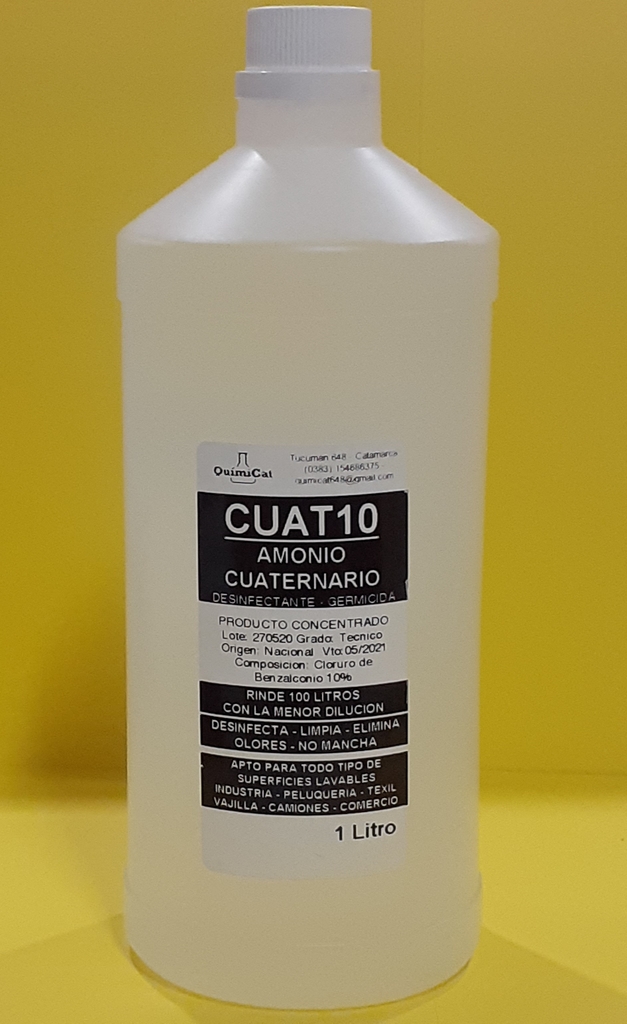 QuimiCat
Tucuman 648 - Catamarca
(0383) 154686375
quimicat648@gmail.com
CUAT10
AMONIO
CUATERNARIO
DESINFECTANTE - GERMICIDA
PRODUCTO CONCENTRADO
Lote: 270520 Grado: Tecnico
Origen: Nacional Vto:05/2021
Composicion: Cloruro de
Benzalconio 10%
RINDE 100 LITROS
CON LA MENOR DILUCION
DESINFECTA - LIMPIA - ELIMINA
OLORES - NO MANCHA
APTO PARA TODO TIPO DE
SUPERFICIES LAVABLES
INDUSTRIA - PELUQUERIA - TEXIL
VAJILLA - CAMIONES - COMERCIO
1 Litro